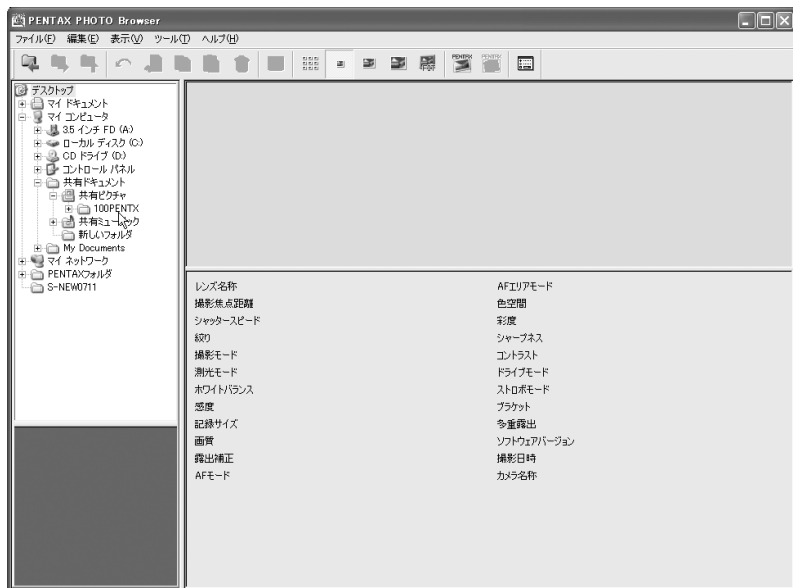 PENTAX PHOTO Browser
ファイル(F) 編集(E) 表示(V) ツール(T) ヘルプ(H)
デスクトップ
マイ ドキュメント
マイ コンピュータ
3.5 インチ FD (A:)
ローカル ディスク (C:)
CD ドライブ (D:)
コントロール パネル
共有ドキュメント
共有ピクチャ
100PENTX
共有ミュージック
新しいフォルダ
My Documents
マイ ネットワーク
PENTAXフォルダ
S-NEW0711
レンズ名称 AFエリアモード
撮影焦点距離 色空間
シャッタースピード 彩度
絞り シャープネス
撮影モード コントラスト
測光モード ドライブモード
ホワイトバランス ストロボモード
感度 ブラケット
記録サイズ 多重露出
画質 ソフトウェアバージョン
露出補正 撮影日時
AFモード カメラ名称